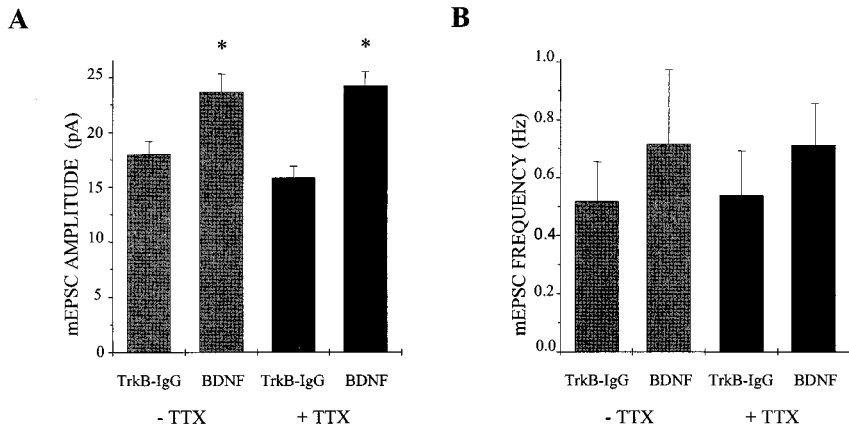 A
mEPSC AMPLITUDE (pA)
25
20
15
10
5
0
*
*
TrkB-IgG BDNF TrkB-IgG BDNF
- TTX + TTX
B
mEPSC FREQUENCY (Hz)
1.0
0.8
0.6
0.4
0.2
0.0
TrkB-IgG BDNF TrkB-IgG BDNF
- TTX + TTX